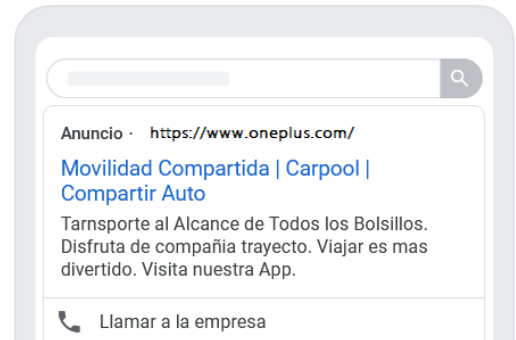 Anuncio · https://www.oneplus.com/
Movilidad Compartida | Carpool |
Compartir Auto
Tarnsporte al Alcance de Todos los Bolsillos.
Disfruta de compañia trayecto. Viajar es mas
divertido. Visita nuestra App.
Llamar a la empresa